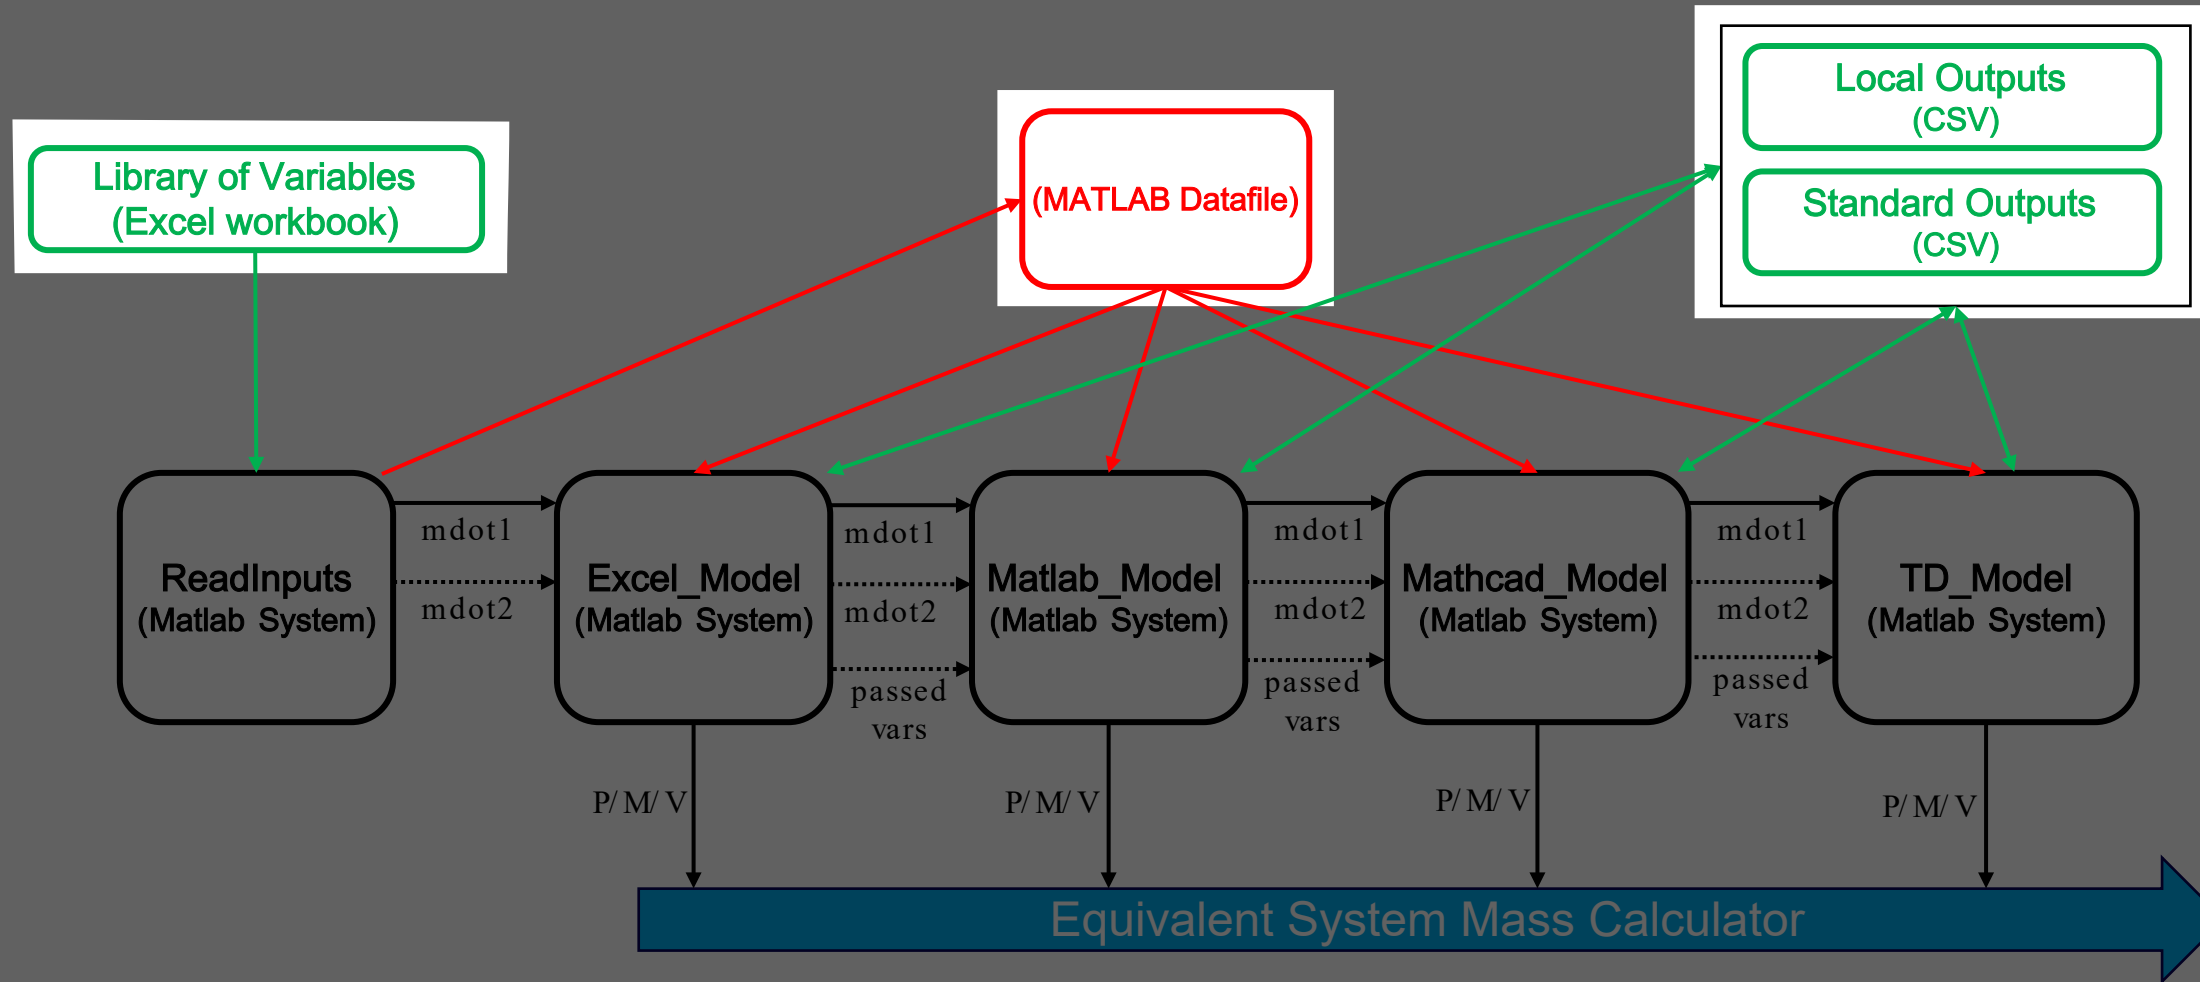 Local Outputs
(CSV)
Standard Outputs
(CSV)
Library of Variables
(Excel workbook)
(MATLAB Datafile)
ReadInputs
(Matlab System)
mdot1
mdot2
Excel_Model
(Matlab System)
mdot1
mdot2
passed
vars
Matlab_Model
(Matlab System)
mdot1
mdot2
passed
vars
Mathcad_Model
(Matlab System)
mdot1
mdot2
passed
vars
TD_Model
(Matlab System)
P/M/V
P/M/V
P/M/V
P/M/V
Equivalent System Mass Calculator